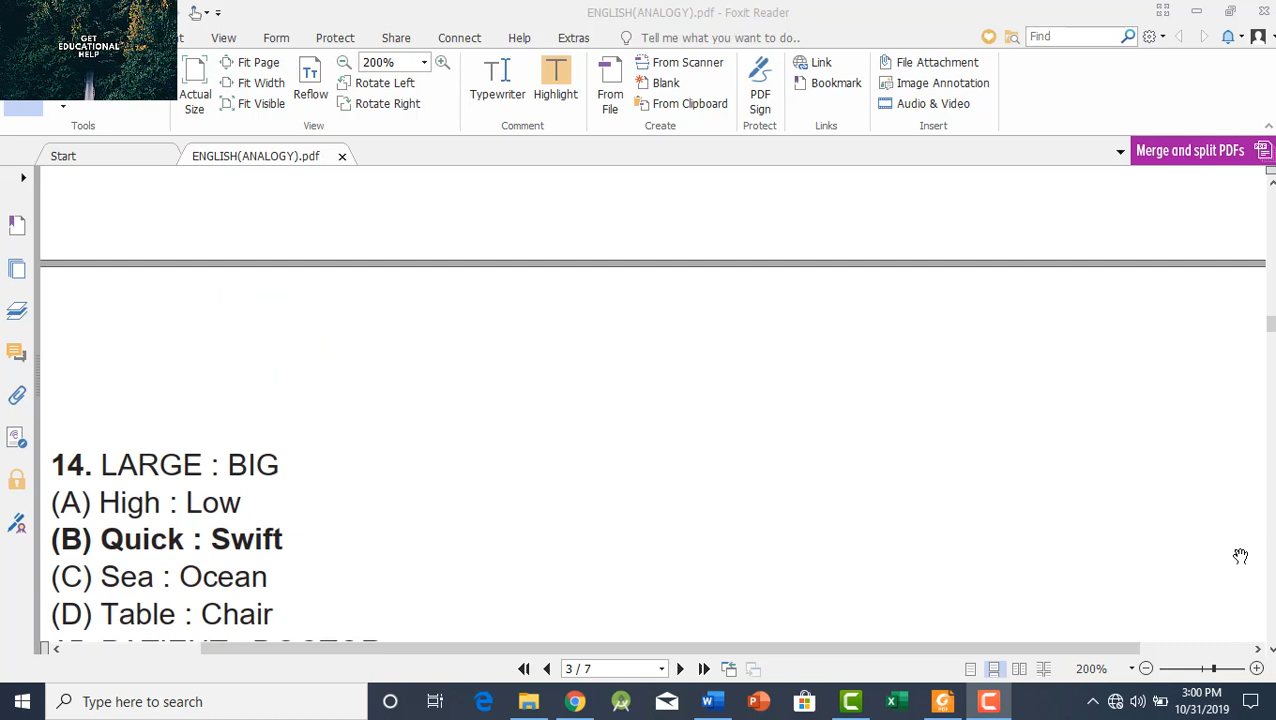 ENGLISH(ANALOGY).pdf - Foxit Reader
GET
EDUCATIONAL
HELP
View Form Protect Share Connect Help Extras Tell me what you want to do.. Find
Actual
Size
Fit Page
Fit Width
Fit Visible
Reflow
200%
Rotate Left
Rotate Right
Typewriter
Highlight
From
File
From Scanner
Blank
From Clipboard
PDF
Sign
Link
Bookmark
File Attachment
Image Annotation
Audio & Video
Tools View Comment Create Protect Links Insert
Start ENGLISH(ANALOGY).pdf Merge and split PDFs
14. LARGE : BIG
(A) High : Low
(B) Quick : Swift
(C) Sea : Ocean
(D) Table : Chair
3 / 7 200%
Type here to search
3:00 PM
10/31/2019